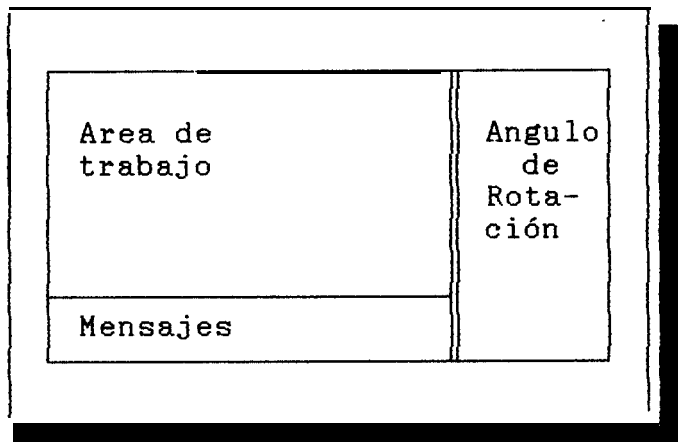 Area de
trabajo
Angulo
de
Rota-
ción
Mensajes